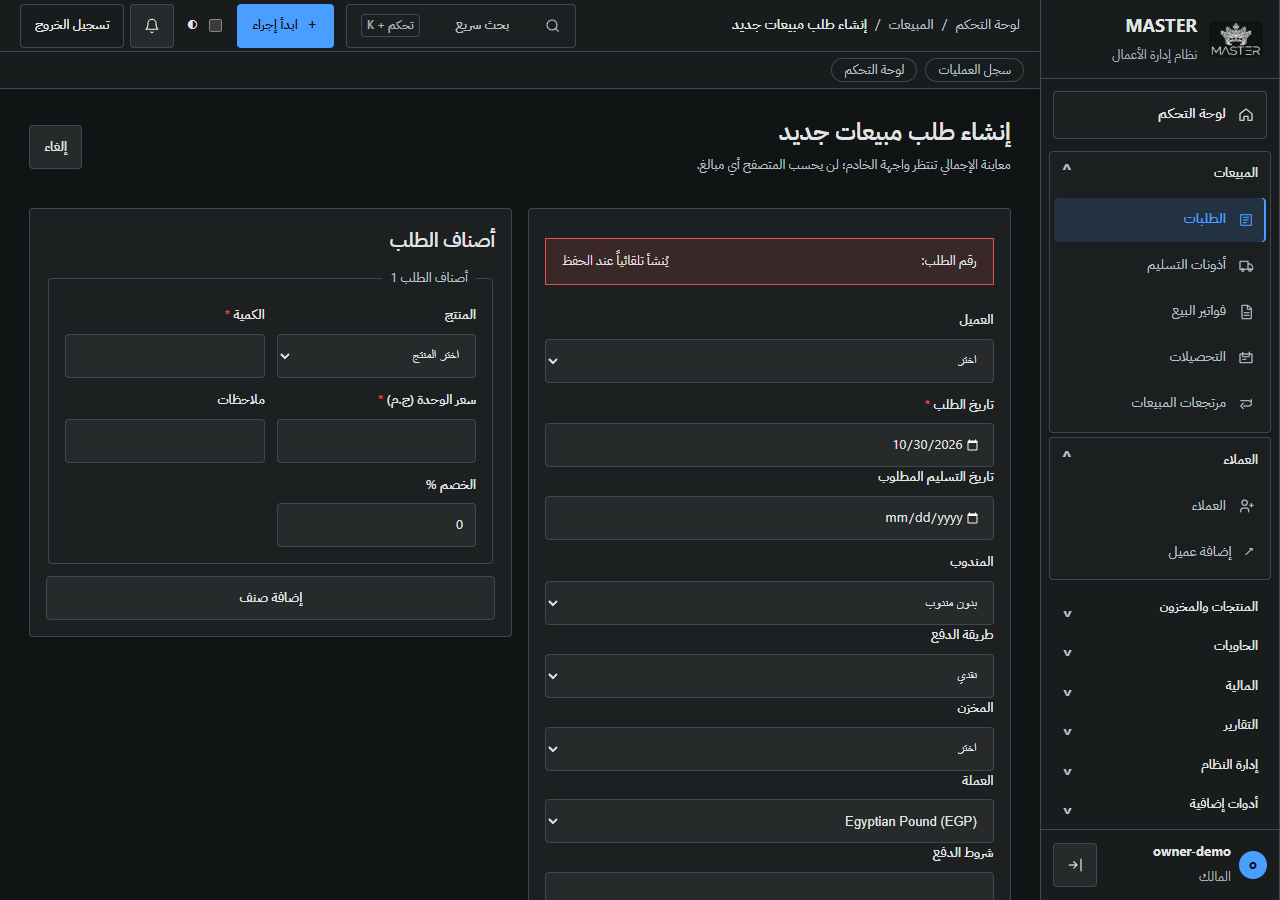 MASTER
MASTER
نظام إدارة الأعمال
لوحة التحكم
المبيعات
الطلبات
أذونات التسليم
فواتير البيع
التحصيلات
مرتجعات المبيعات
العملاء
العملاء
إضافة عميل
المنتجات والمخزون
الحاويات
المالية
التقارير
إدارة النظام
أدوات إضافية
o
owner-demo
المالك
لوحة التحكم / المبيعات / إنشاء طلب مبيعات جديد
بحث سريع
تحكم + K
+ ابدأ إجراء
تسجيل الخروج
سجل العمليات
لوحة التحكم
إنشاء طلب مبيعات جديد
معاينة الإجمالي تنتظر واجهة الخادم؛ لن يحسب المتصفح أي مبالغ.
إلغاء
رقم الطلب:
يُنشأ تلقائياً عند الحفظ
العميل
اختر
تاريخ الطلب *
10/30/2026
تاريخ التسليم المطلوب
mm/dd/yyyy
المندوب
بدون مندوب
طريقة الدفع
نقدي
المخزن
اختر
العملة
Egyptian Pound (EGP)
شروط الدفع
أصناف الطلب
أصناف الطلب 1
المنتج
اختر المنتج
الكمية *
سعر الوحدة (ج.م) *
ملاحظات
الخصم %
0
إضافة صنف